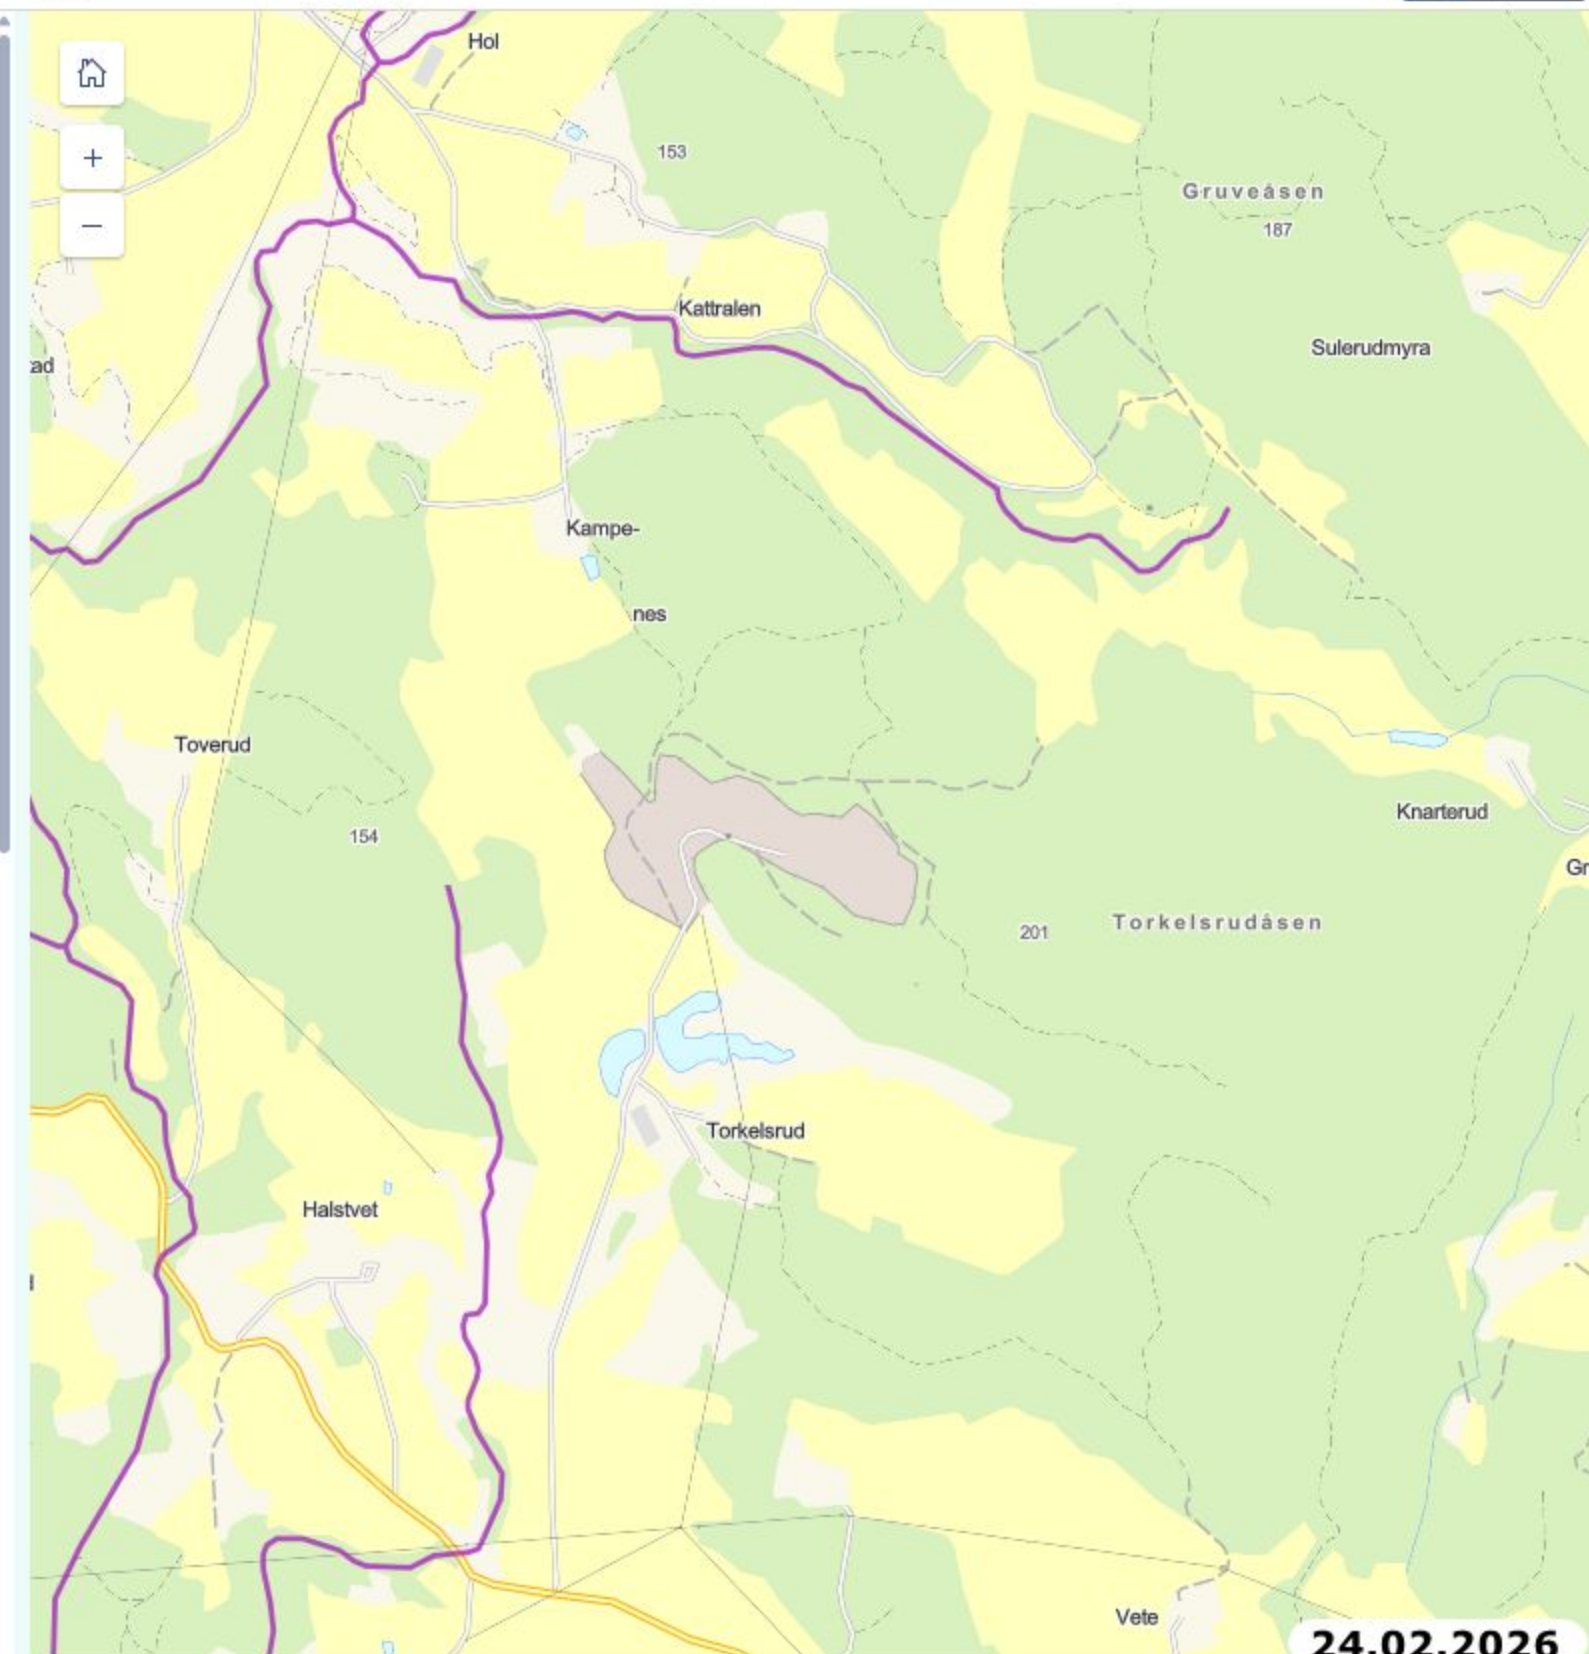 Hol
153
Gruveåsen
187
Kattralen
Sulerudmyra
ad
Kampe-
nes
Toverud
Knarterud
154
Gr
201
Torkelsrudåsen
Torkelsrud
Halstvet
Vete
24.02.2026